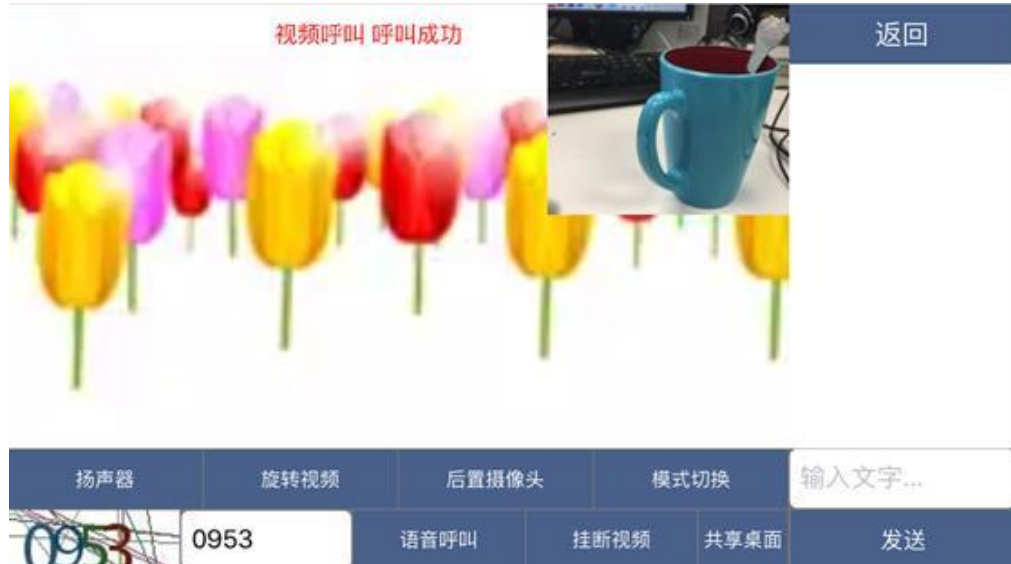 视频呼叫 呼叫成功
返回
扬声器
旋转视频
后置摄像头
模式切换
输入文字...
0953
0953
语音呼叫
挂断视频
共享桌面
发送